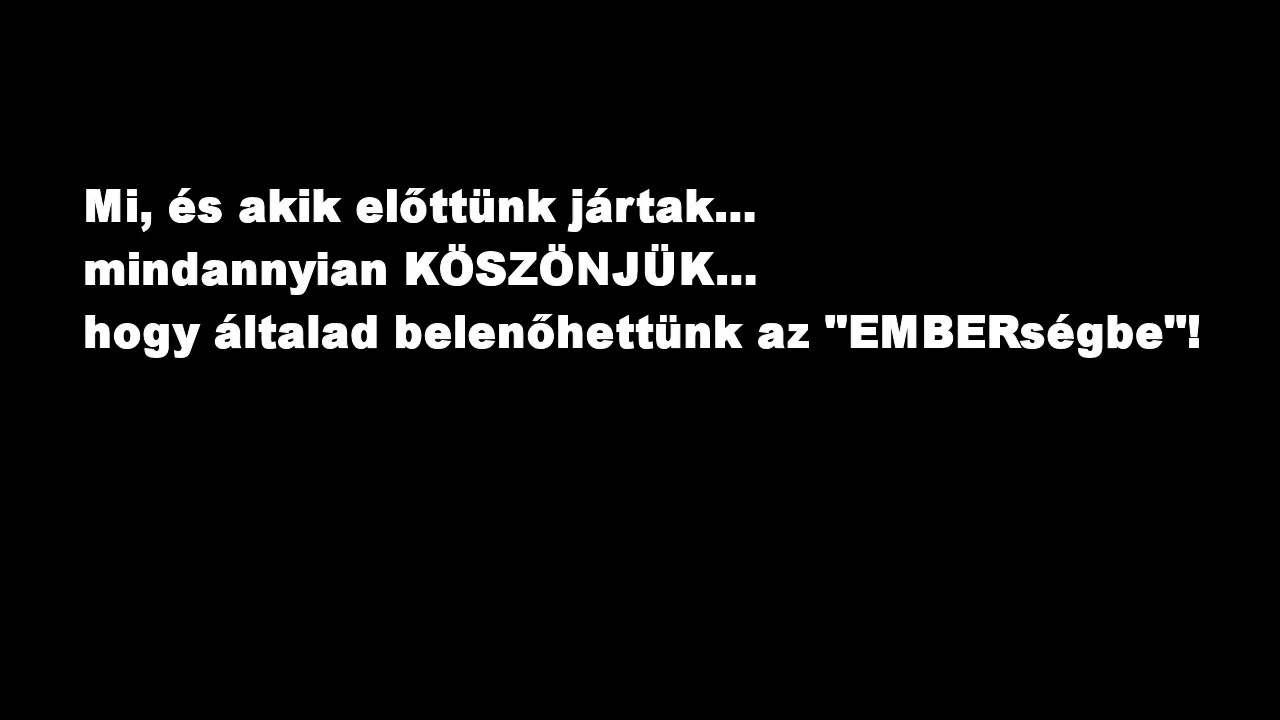 Mi, és akik előttünk jártak...
mindannyian KÖSZÖNJÜK...
hogy általad belenőhettünk az "EMBERségbe"!